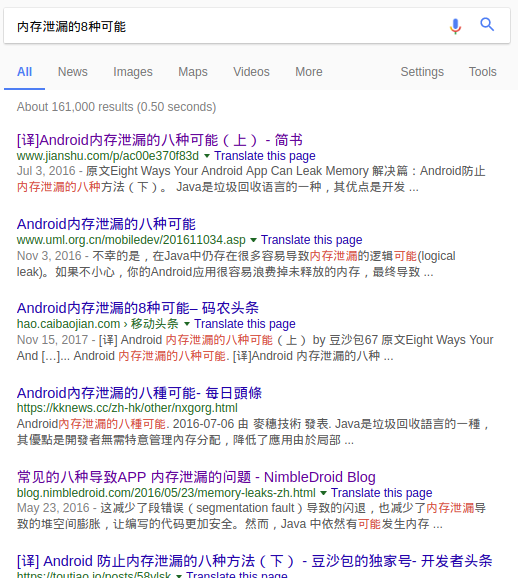 内存泄漏的8种可能
All News Images Maps Videos More Settings Tools
About 161,000 results (0.50 seconds)
[译]Android内存泄漏的八种可能（上） - 简书
www.jianshu.com/p/ac00e370f83d Translate this page
Jul 3, 2016 - 原文Eight Ways Your Android App Can Leak Memory 解决篇：Android防止
内存泄漏的八种方法（下）。 Java是垃圾回收语言的一种，其优点是开发 ...
Android内存泄漏的八种可能
www.uml.org.cn/mobiledev/201611034.asp Translate this page
Nov 3, 2016 - 不幸的是，在Java中仍存在很多容易导致内存泄漏的逻辑可能(logical
leak)。如果不小心，你的Android应用很容易浪费掉未释放的内存，最终导致 ...
Android内存泄漏的8种可能– 码农头条
hao.caibaojian.com › 移动头条 Translate this page
Nov 15, 2017 - [译] Android 内存泄漏的八种可能（上） by 豆沙包67 原文Eight Ways Your
And […]... Android 内存泄漏的八种可能. [译]Android 内存泄漏的八种 ...
Android內存泄漏的八種可能- 每日頭條
https://kknews.cc/zh-hk/other/nxgorg.html
Android內存泄漏的八種可能. 2016-07-06 由 麥穗技術 發表. Java是垃圾回收語言的一種，
其優點是開發者無需特意管理內存分配，降低了應用由於局部 ...
常见的八种导致APP 内存泄漏的问题 - NimbleDroid Blog
blog.nimbledroid.com/2016/05/23/memory-leaks-zh.html Translate this page
May 23, 2016 - 这减少了段错误（segmentation fault）导致的闪退，也减少了内存泄漏导
致的堆空间膨胀，让编写的代码更加安全。然而，Java 中依然有可能发生内存 ...
[译] Android 防止内存泄漏的八种方法（下） - 豆沙包的独家号- 开发者头条
https://toutiao.io/posts/58vlsk Translate this page